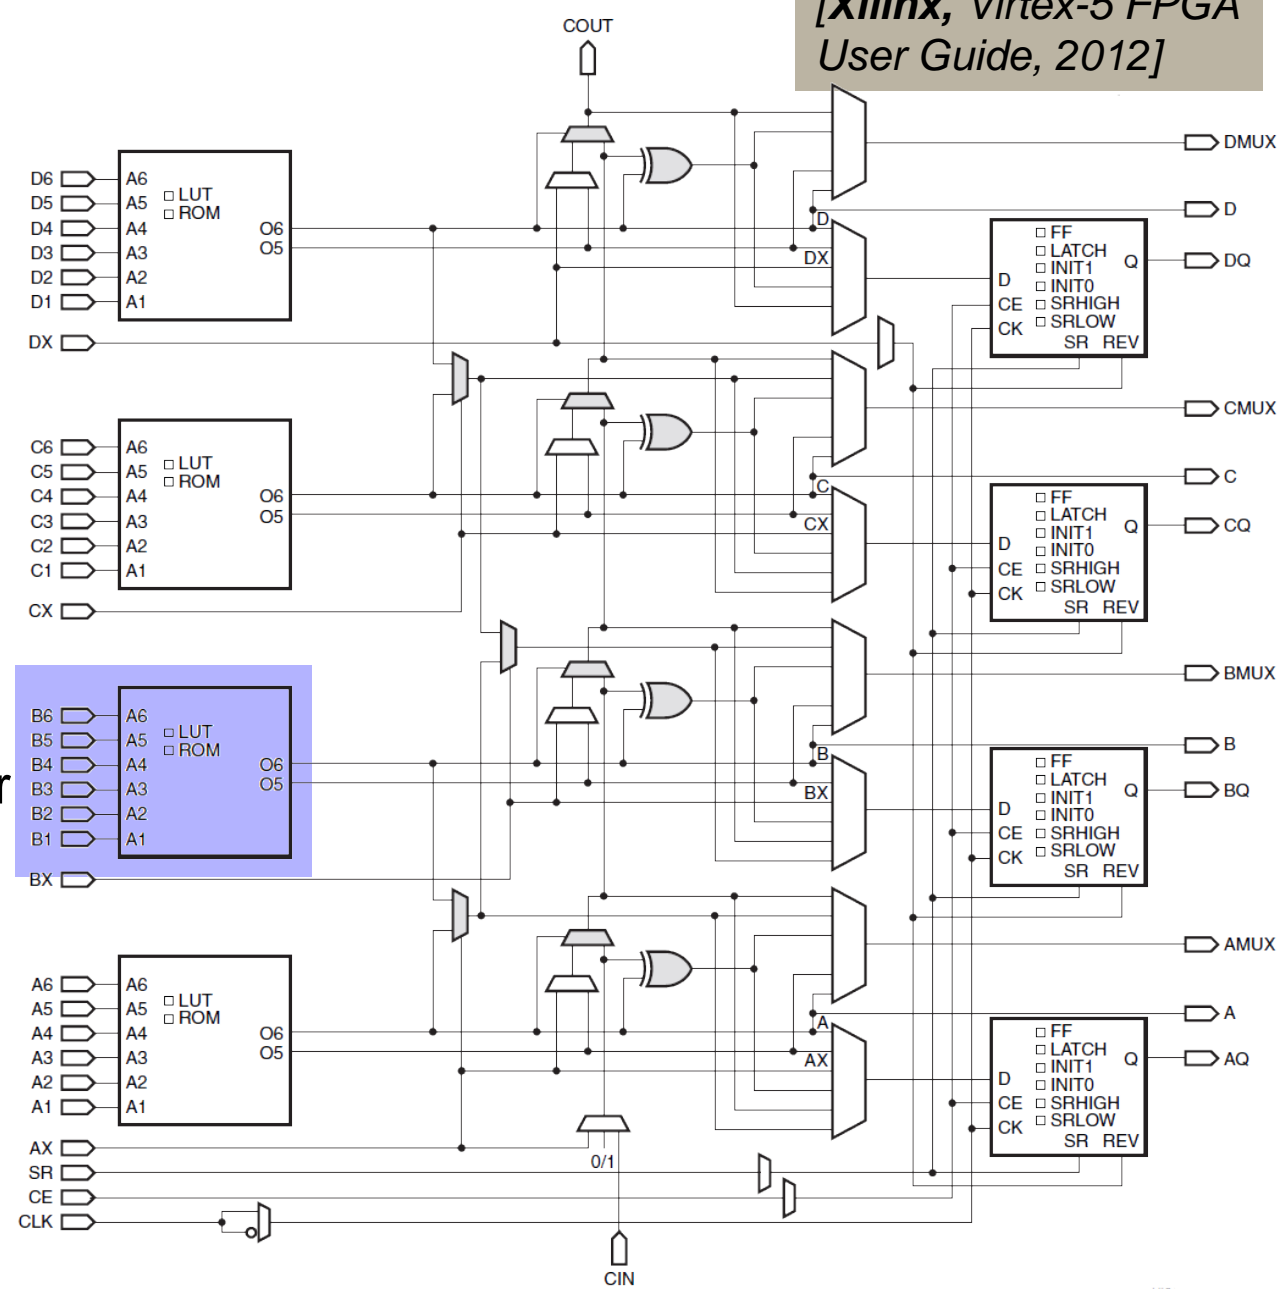 [Xilinx, Virtex-5 FPGA
User Guide, 2012]
COUT
DMUX
D6 A6
D5 A5
D4 A4
D3 A3
D2 A2
D1 A1
□ LUT
□ ROM
O6
O5
DX
D
DX
D
□ FF
□ LATCH
□ INIT1
□ INIT0
□ SRHIGH
□ SRLOW
D
CE
CK
Q
SR REV
DQ
CMUX
C6 A6
C5 A5
C4 A4
C3 A3
C2 A2
C1 A1
□ LUT
□ ROM
O6
O5
CX
C
CX
C
□ FF
□ LATCH
□ INIT1
□ INIT0
□ SRHIGH
□ SRLOW
D
CE
CK
Q
SR REV
CQ
BMUX
B6 A6
B5 A5
B4 A4
B3 A3
B2 A2
B1 A1
□ LUT
□ ROM
O6
O5
r
BX
B
BX
B
□ FF
□ LATCH
□ INIT1
□ INIT0
□ SRHIGH
□ SRLOW
D
CE
CK
Q
SR REV
BQ
AMUX
A6 A6
A5 A5
A4 A4
A3 A3
A2 A2
A1 A1
□ LUT
□ ROM
O6
O5
A
AX
A
□ FF
□ LATCH
□ INIT1
□ INIT0
□ SRHIGH
□ SRLOW
D
CE
CK
Q
SR REV
AQ
AX
SR
CE
CLK
0/1
CIN